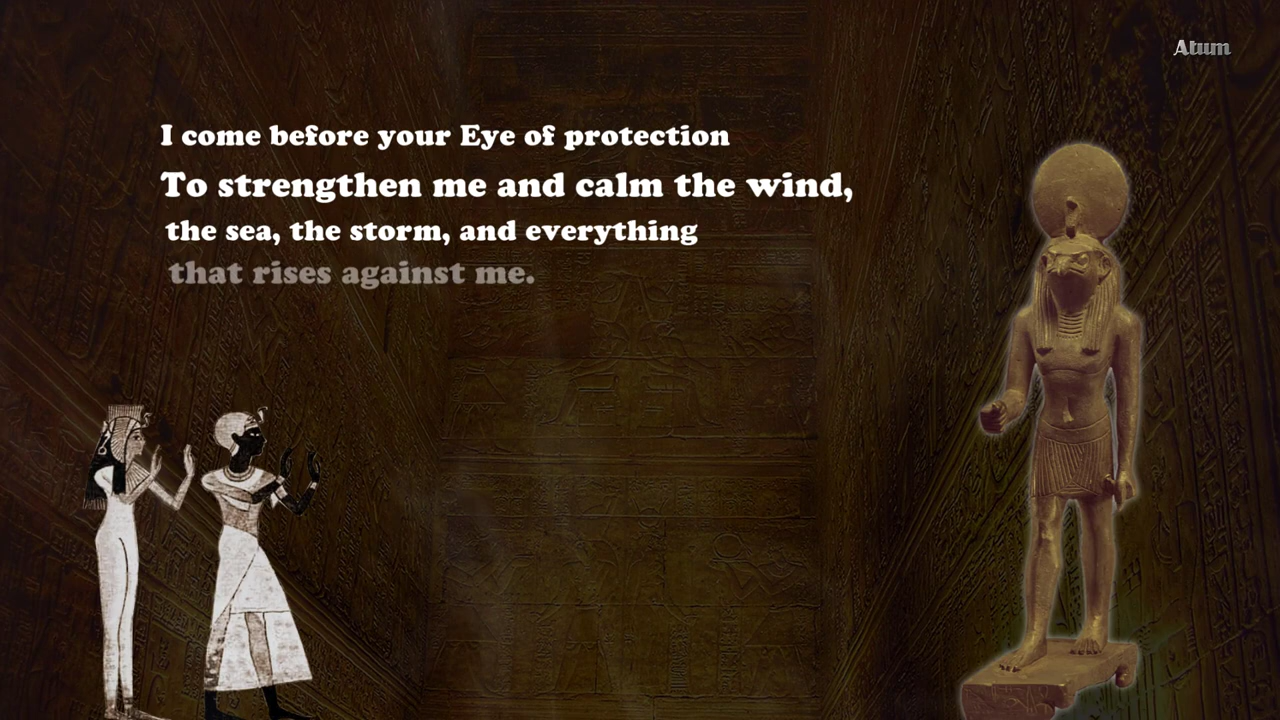 Atum
I come before your Eye of protection
To strengthen me and calm the wind,
the sea, the storm, and everything
that rises against me.